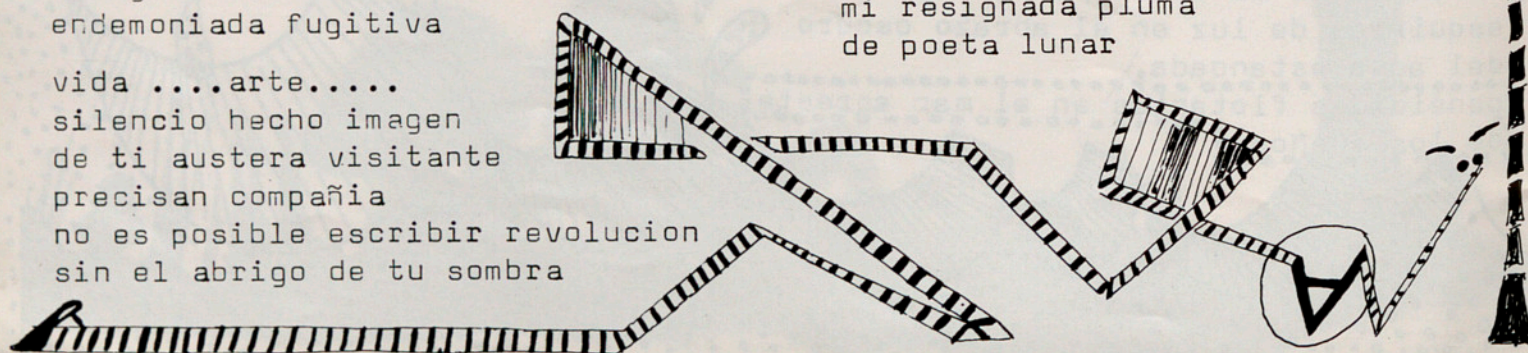 endemoniada fugitiva
vida ....arte.....
silencio hecho imagen
de ti austera visitante
precisan compañia
no es posible escribir revolucion
sin el abrigo de tu sombra
mi resignada pluma
de poeta lunar
A